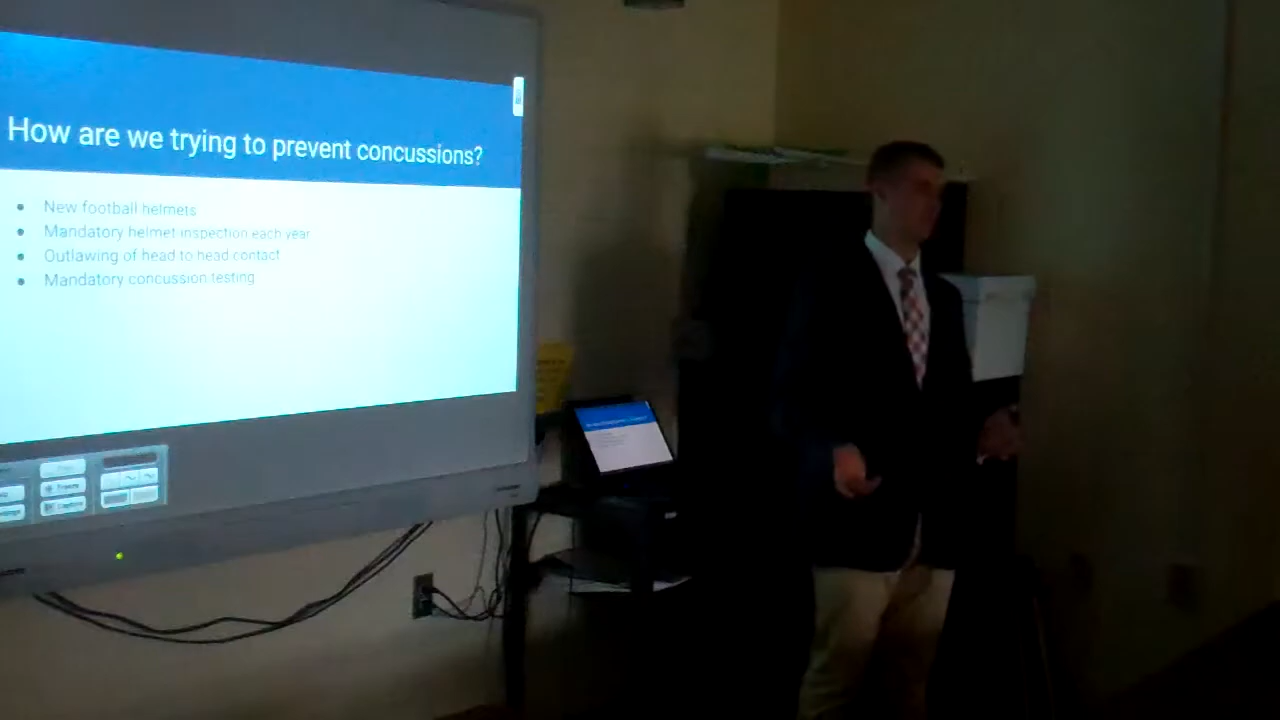 How are we trying to prevent concussions?
New football helmets
Mandatory helmet inspection each year
Outlawing of head to head contact
Mandatory concussion testing